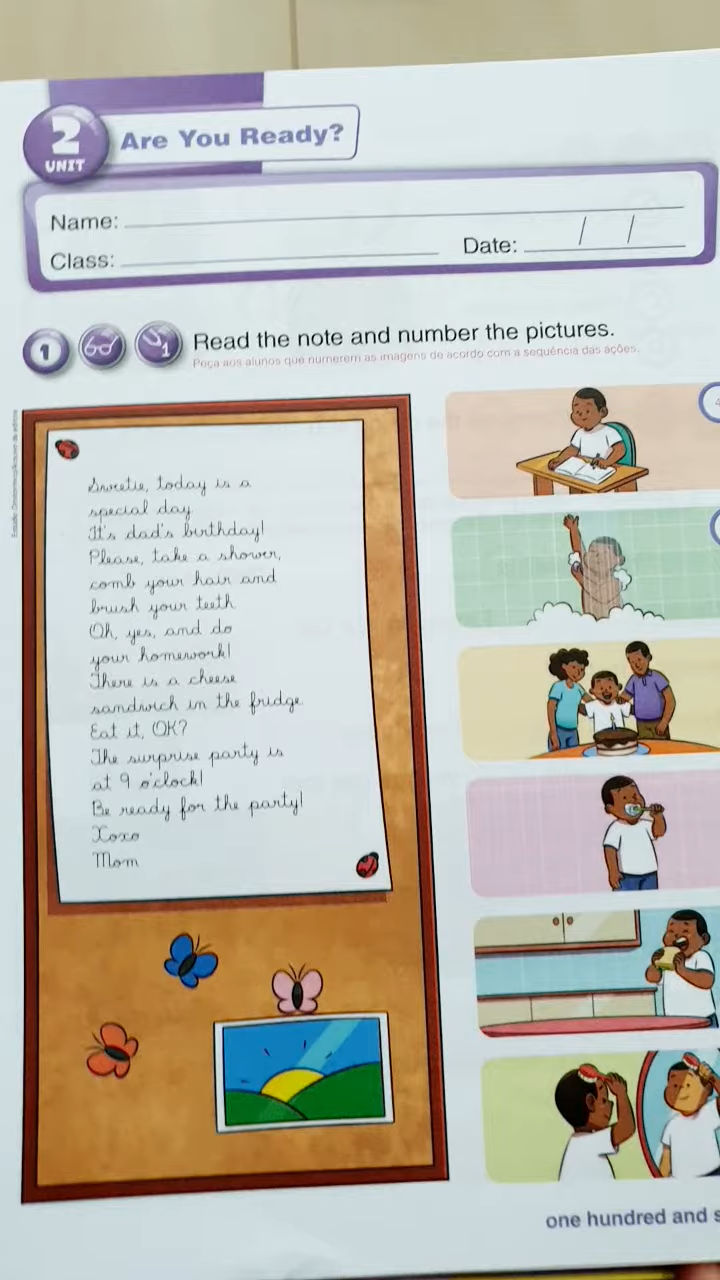 2
UNIT
Are You Ready?
Name:
Class:
Date: / /
1
1
Read the note and number the pictures.
Peça aos alunos que numerem as imagens de acordo com a sequência das ações.
Sweetie, today is a
special day
It's dad's birthday!
Please, take a shower,
comb your hair and
brush your teeth
Oh, yes, and do
your homework!
There is a cheese
sandwich in the fridge
Eat it, OK?
The surprise party is
at 9 o'clock!
Be ready for the party!
Xoxo
Mom
one hundred and